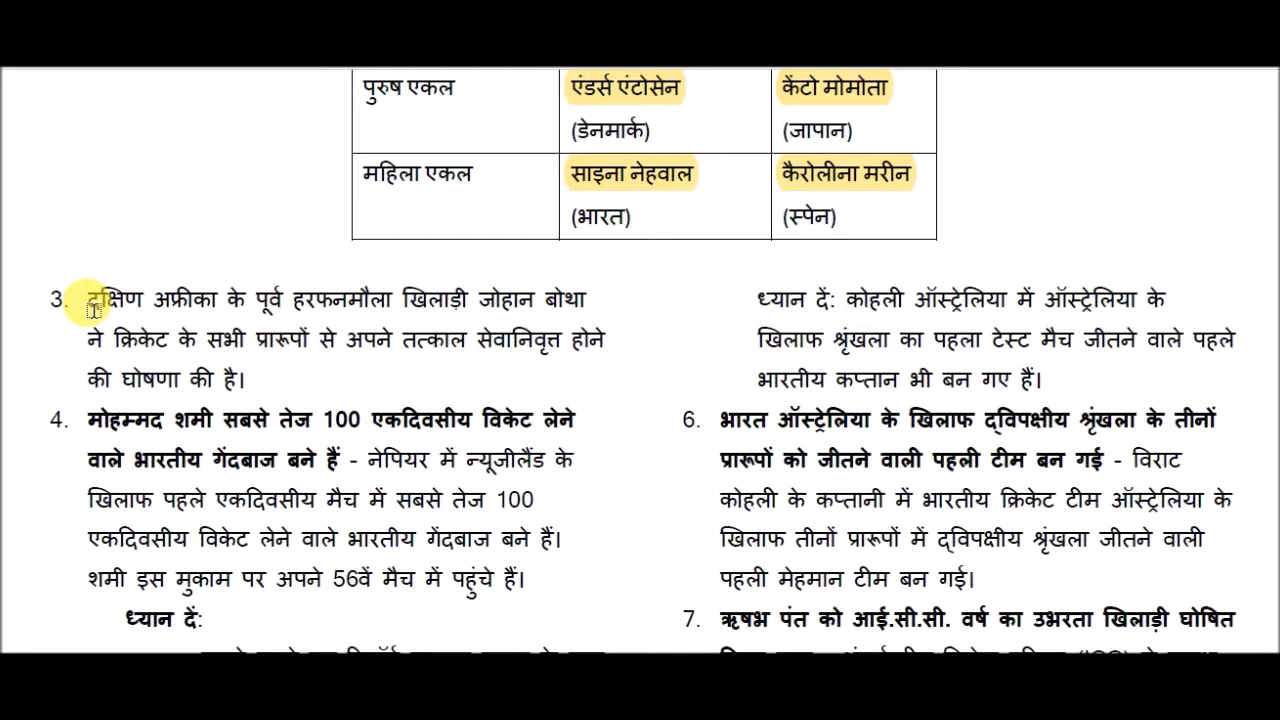 पुरुष एकल एंडर्स एंटोसेन केंटो मोमोता
(डेनमार्क) (जापान)
महिला एकल साइना नेहवाल कैरोलीना मरीन
(भारत) (स्पेन)
3. दक्षिण अफ्रीका के पूर्व हरफनमौला खिलाड़ी जोहान बोथा
ने क्रिकेट के सभी प्रारूपों से अपने तत्काल सेवानिवृत्त होने
की घोषणा की है।
4. मोहम्मद शमी सबसे तेज 100 एकदिवसीय विकेट लेने
वाले भारतीय गेंदबाज बने हैं - नेपियर में न्यूजीलैंड के
खिलाफ पहले एकदिवसीय मैच में सबसे तेज 100
एकदिवसीय विकेट लेने वाले भारतीय गेंदबाज बने हैं।
शमी इस मुकाम पर अपने 56वें मैच में पहुंचे हैं।
ध्यान दें:
ध्यान दें: कोहली ऑस्ट्रेलिया में ऑस्ट्रेलिया के
खिलाफ श्रृंखला का पहला टेस्ट मैच जीतने वाले पहले
भारतीय कप्तान भी बन गए हैं।
6. भारत ऑस्ट्रेलिया के खिलाफ द्विपक्षीय श्रृंखला के तीनों
प्रारूपों को जीतने वाली पहली टीम बन गई - विराट
कोहली के कप्तानी में भारतीय क्रिकेट टीम ऑस्ट्रेलिया के
खिलाफ तीनों प्रारूपों में द्विपक्षीय श्रृंखला जीतने वाली
पहली मेहमान टीम बन गई।
7. ऋषभ पंत को आई.सी.सी. वर्ष का उभरता खिलाड़ी घोषित